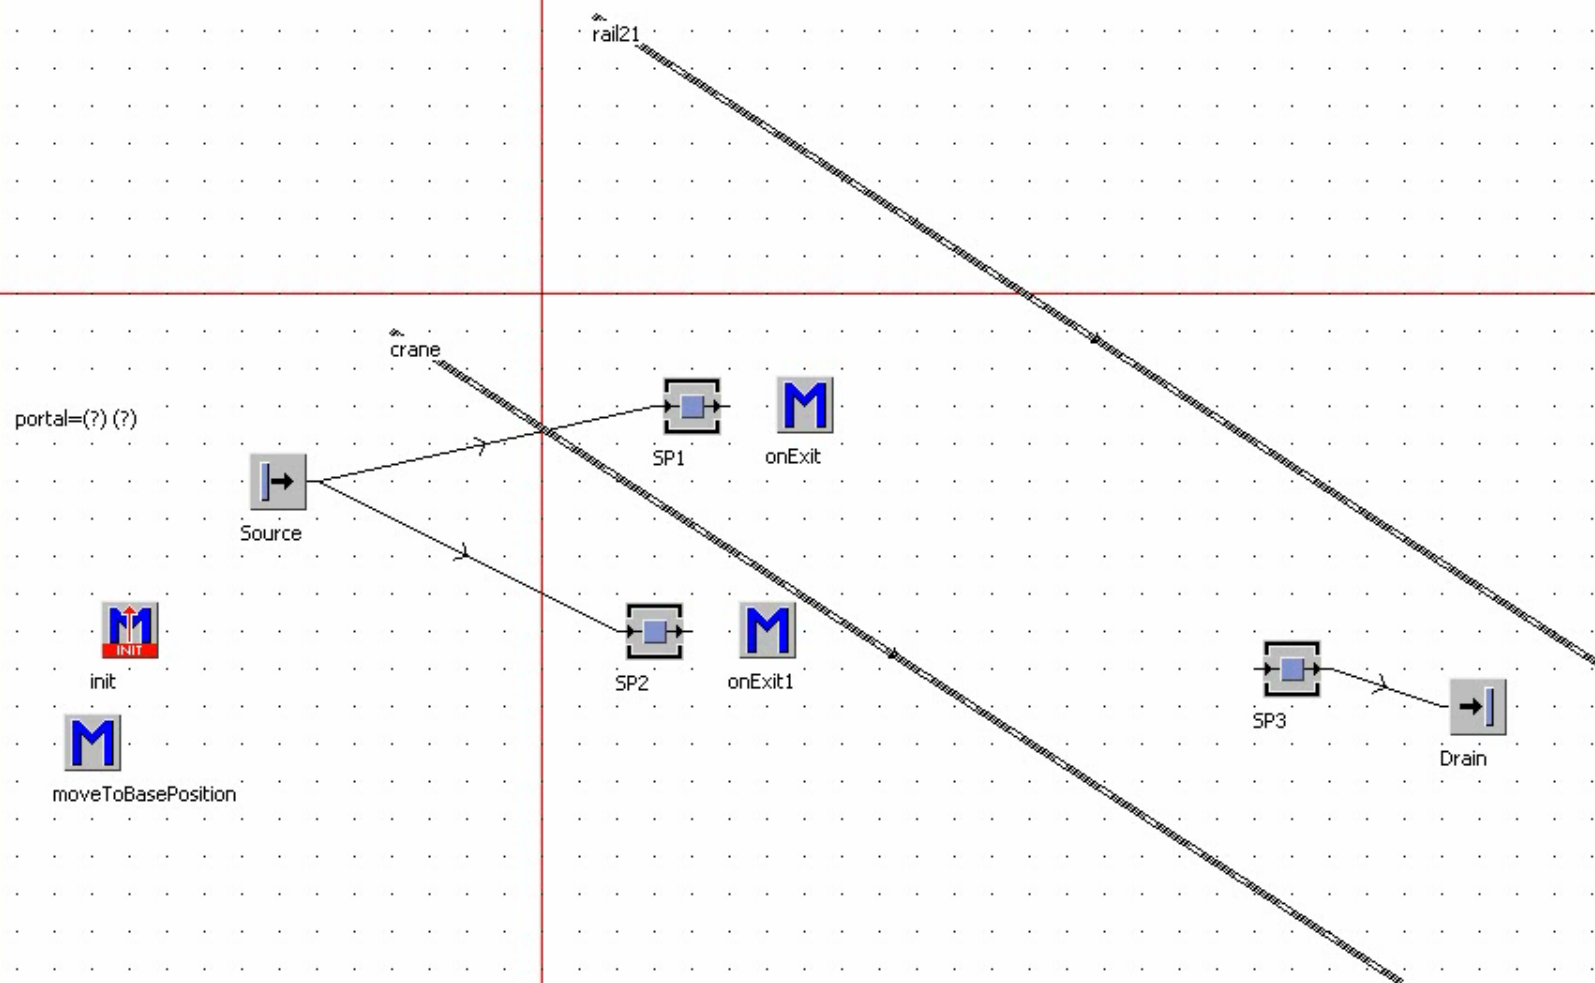 rail21
crane
portal=(?) (?)
SP1
onExit
Source
INIT
init
SP2
onExit1
SP3
Drain
moveToBasePosition